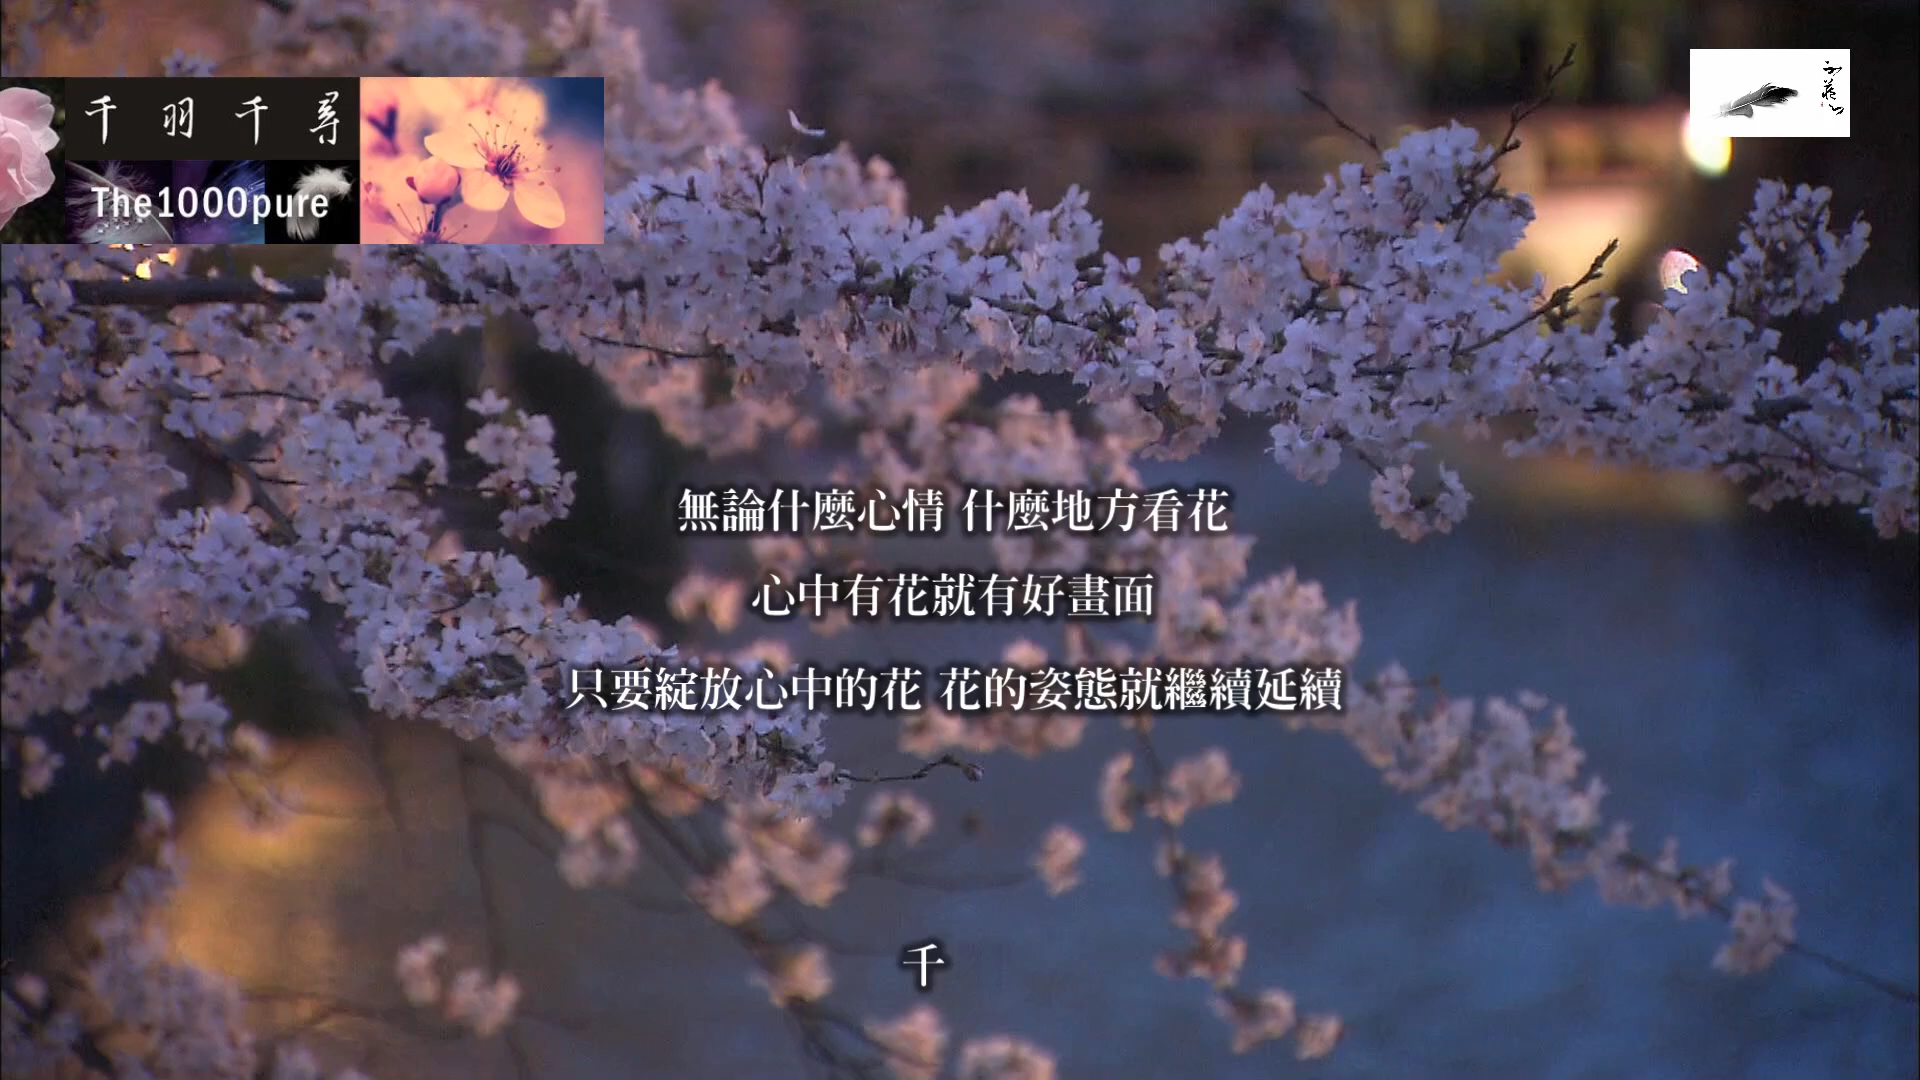 千羽千尋
The1000pure
無論什麼心情 什麼地方看花
心中有花就有好畫面
只要綻放心中的花 花的姿態就繼續延續
千